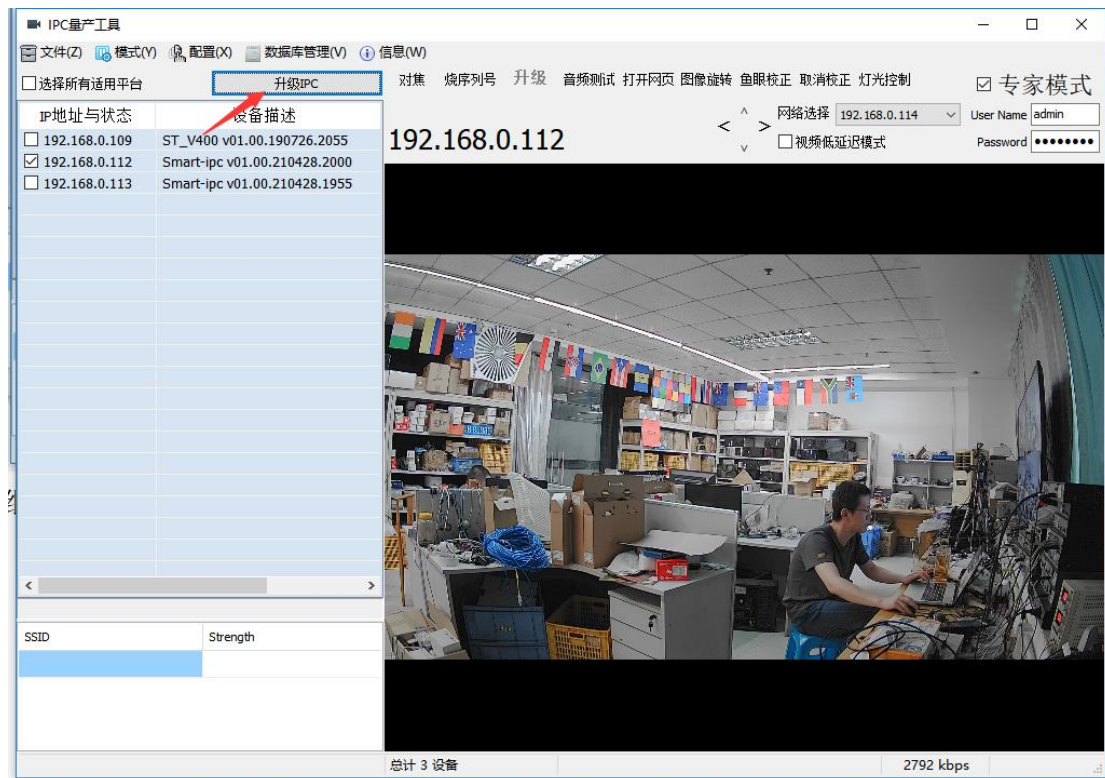 IPC量产工具
文件(Z) 模式(Y) 配置(X) 数据库管理(V) 信息(W)
选择所有适用平台 升级IPC
对焦 烧序列号 升级 音频测试 打开网页 图像旋转 鱼眼校正 取消校正 灯光控制
专家模式
IP地址与状态 设备描述
192.168.0.109 ST_V400 v01.00.190726.2055
192.168.0.112 Smart-ipc v01.00.210428.2000
192.168.0.113 Smart-ipc v01.00.210428.1955
192.168.0.112
网络选择 192.168.0.114
视频低延迟模式
User Name admin
Password ●●●●●●●●
SSID Strength
总计 3 设备 2792 kbps